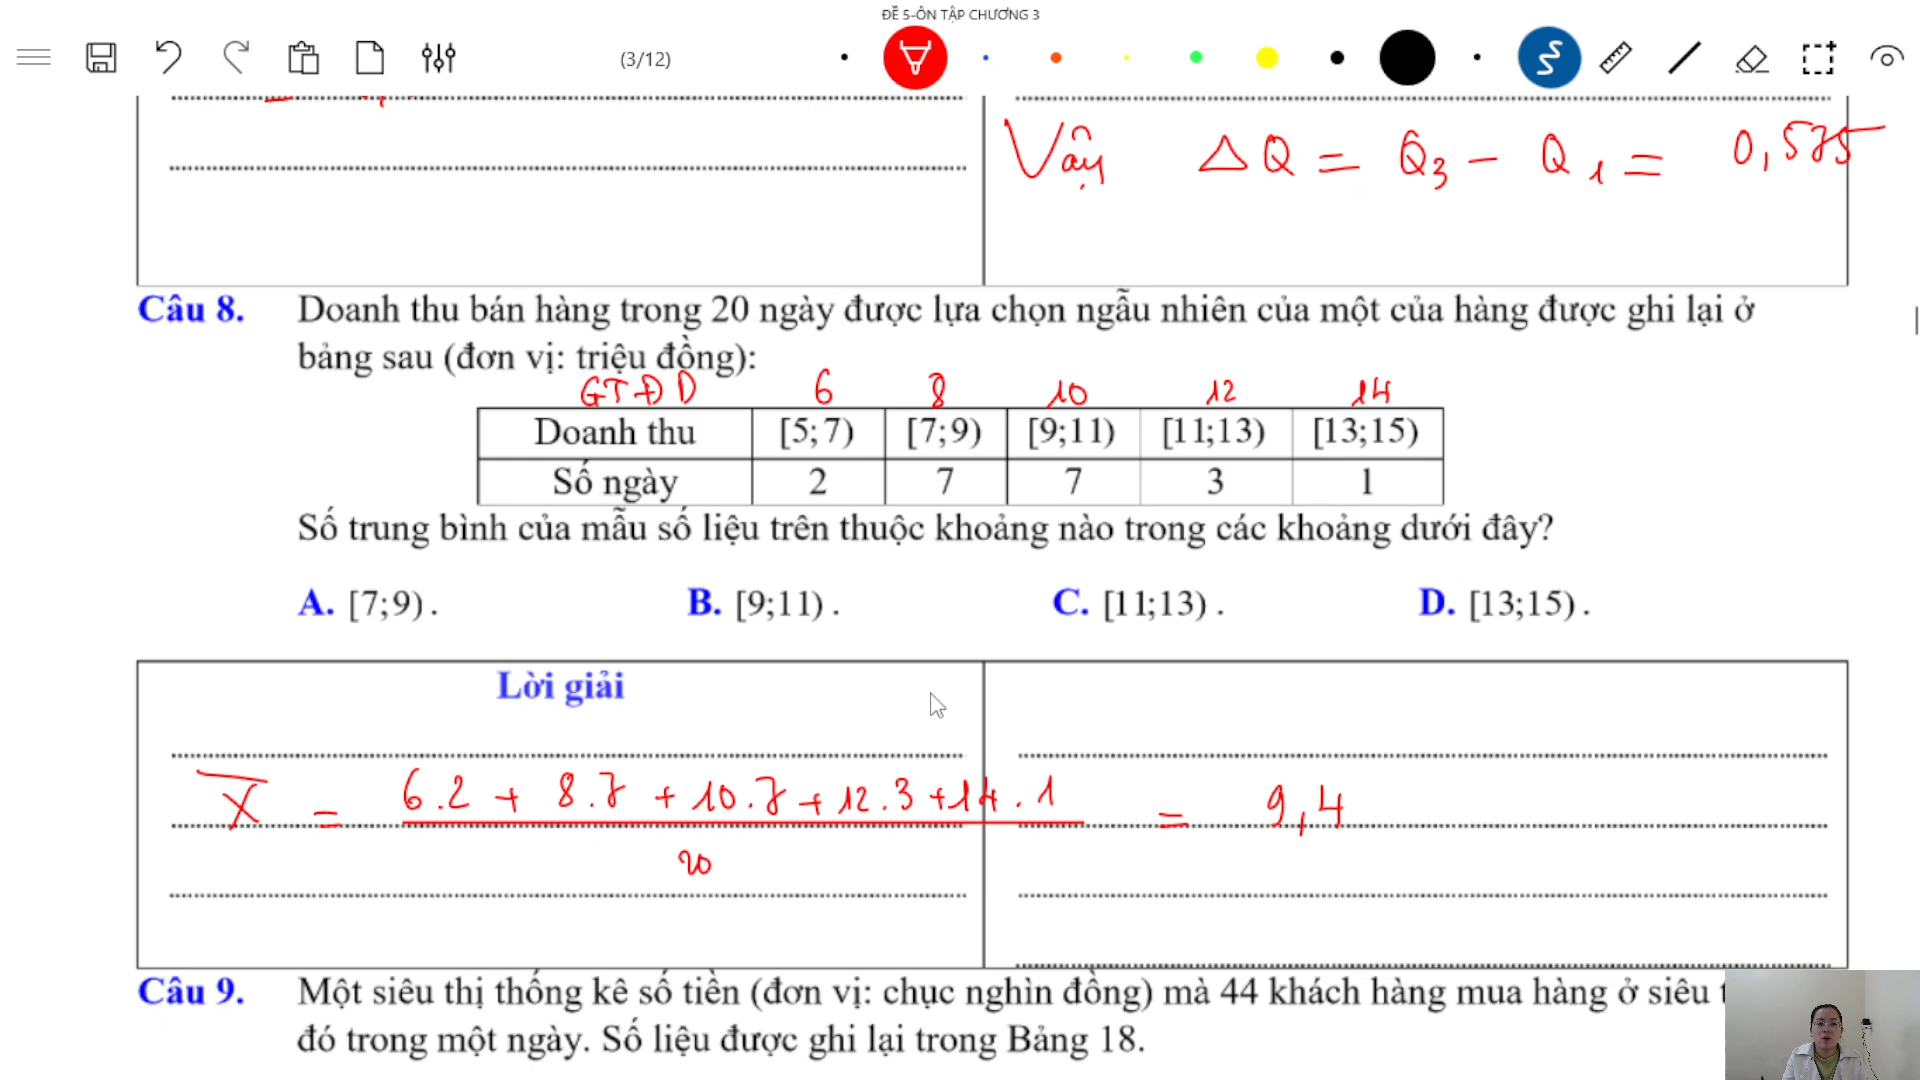 ĐỀ 5-ÔN TẬP CHƯƠNG 3
(3/12)
Vậy ΔQ = Q3 - Q1 = 0,575
Câu 8. Doanh thu bán hàng trong 20 ngày được lựa chọn ngẫu nhiên của một của hàng được ghi lại ở
bảng sau (đơn vị: triệu đồng):
GTĐD 6 8 10 12 14
Doanh thu [5;7) [7;9) [9;11) [11;13) [13;15)
Số ngày 2 7 7 3 1
Số trung bình của mẫu số liệu trên thuộc khoảng nào trong các khoảng dưới đây?
A. [7;9). B. [9;11). C. [11;13). D. [13;15).
Lời giải
6.2 + 8.7 + 10.7 + 12.3 + 14.1
X̅ = = 9,4
20
Câu 9. Một siêu thị thống kê số tiền (đơn vị: chục nghìn đồng) mà 44 khách hàng mua hàng ở siêu
đó trong một ngày. Số liệu được ghi lại trong Bảng 18.